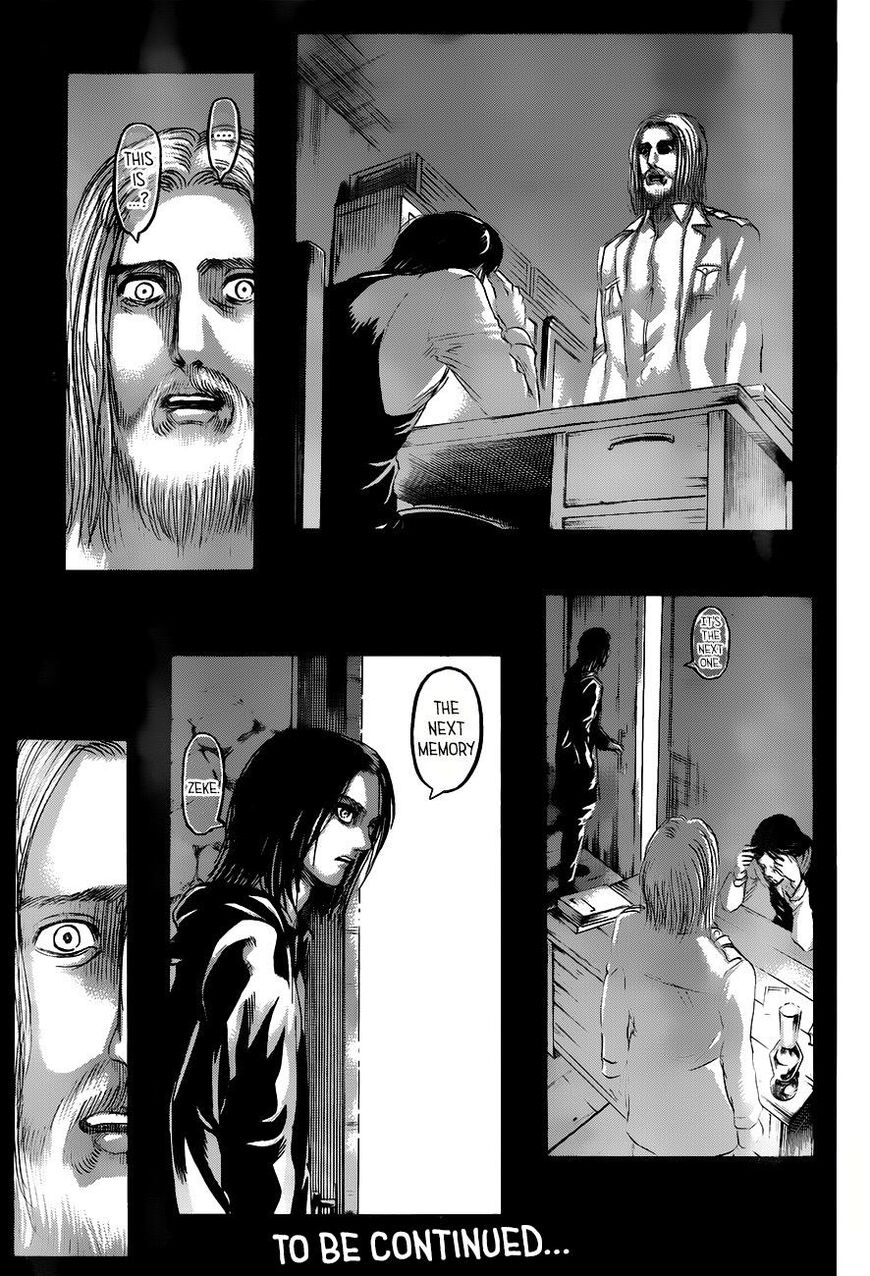 ...
THIS
IS
...?
IT'S
THE
NEXT
ONE.
THE
NEXT
MEMORY
ZEKE.
TO BE CONTINUED...